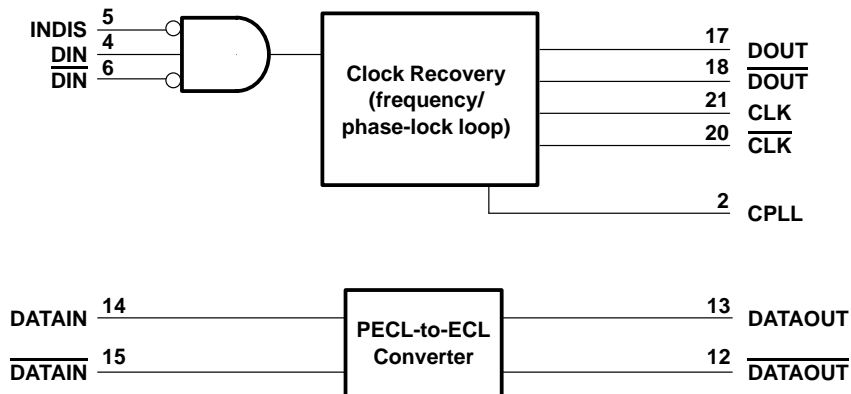 INDIS 5
DIN 4
DIN 6
Clock Recovery
(frequency/
phase-lock loop)
17 DOUT
18 DOUT
21 CLK
20 CLK
2 CPLL
DATAIN 14
DATAIN 15
PECL-to-ECL
Converter
13 DATAOUT
12 DATAOUT